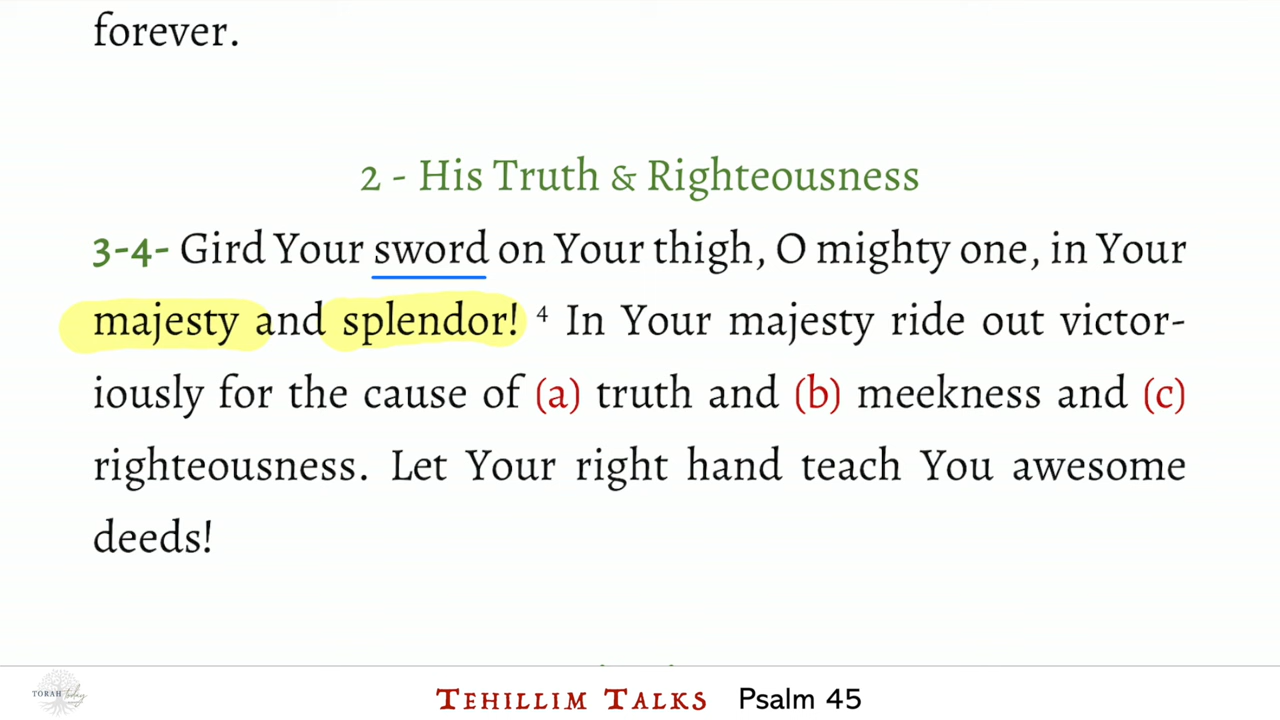 forever.
2 - His Truth & Righteousness
3-4- Gird Your sword on Your thigh, O mighty one, in Your
majesty and splendor! ⁴ In Your majesty ride out victor-
iously for the cause of (a) truth and (b) meekness and (c)
righteousness. Let Your right hand teach You awesome
deeds!
TORAH today
TEHILLIM TALKS Psalm 45